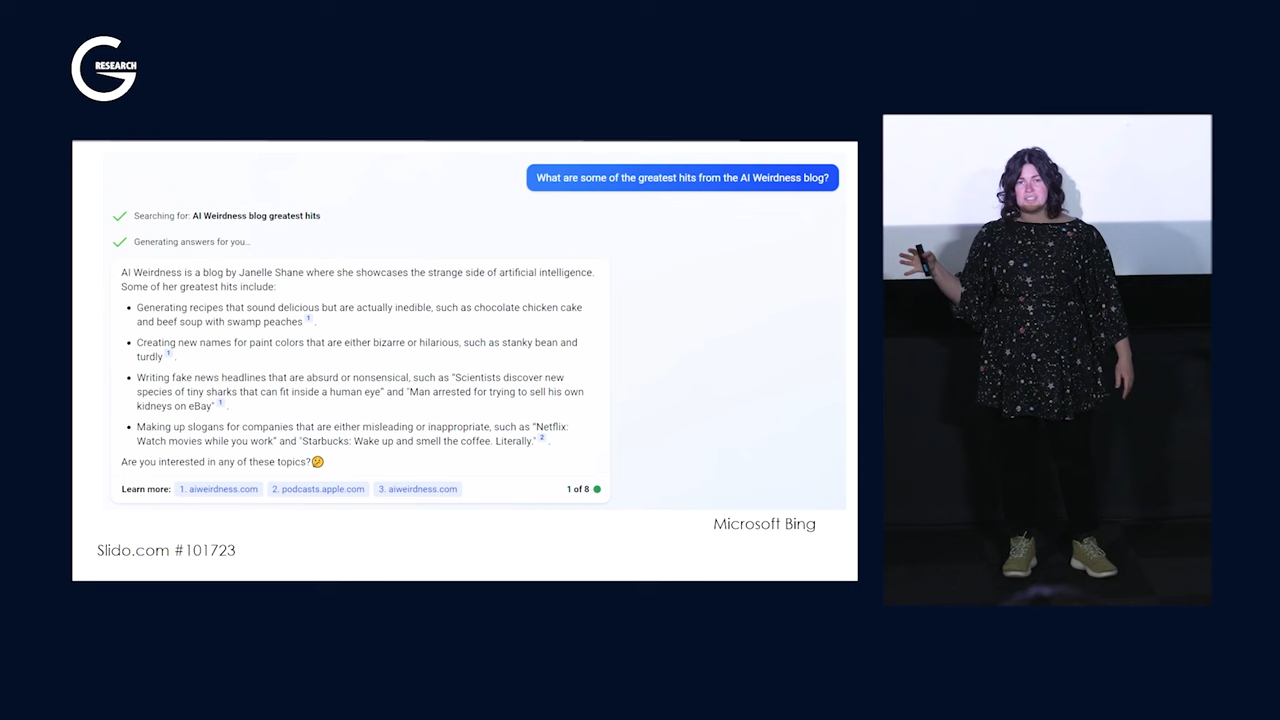 RESEARCH
What are some of the greatest hits from the AI Weirdness blog?
Searching for: AI Weirdness blog greatest hits
Generating answers for you...
AI Weirdness is a blog by Janelle Shane where she showcases the strange side of artificial intelligence.
Some of her greatest hits include:
• Generating recipes that sound delicious but are actually inedible, such as chocolate chicken cake
and beef soup with swamp peaches 1 .
• Creating new names for paint colors that are either bizarre or hilarious, such as stanky bean and
turdly 1 .
• Writing fake news headlines that are absurd or nonsensical, such as "Scientists discover new
species of tiny sharks that can fit inside a human eye" and "Man arrested for trying to sell his own
kidneys on eBay" 1 .
• Making up slogans for companies that are either misleading or inappropriate, such as "Netflix:
Watch movies while you work" and "Starbucks: Wake up and smell the coffee. Literally." 2 .
Are you interested in any of these topics?🤔
Learn more: 1. aiweirdness.com 2. podcasts.apple.com 3. aiweirdness.com 1 of 8
Microsoft Bing
Slido.com #101723